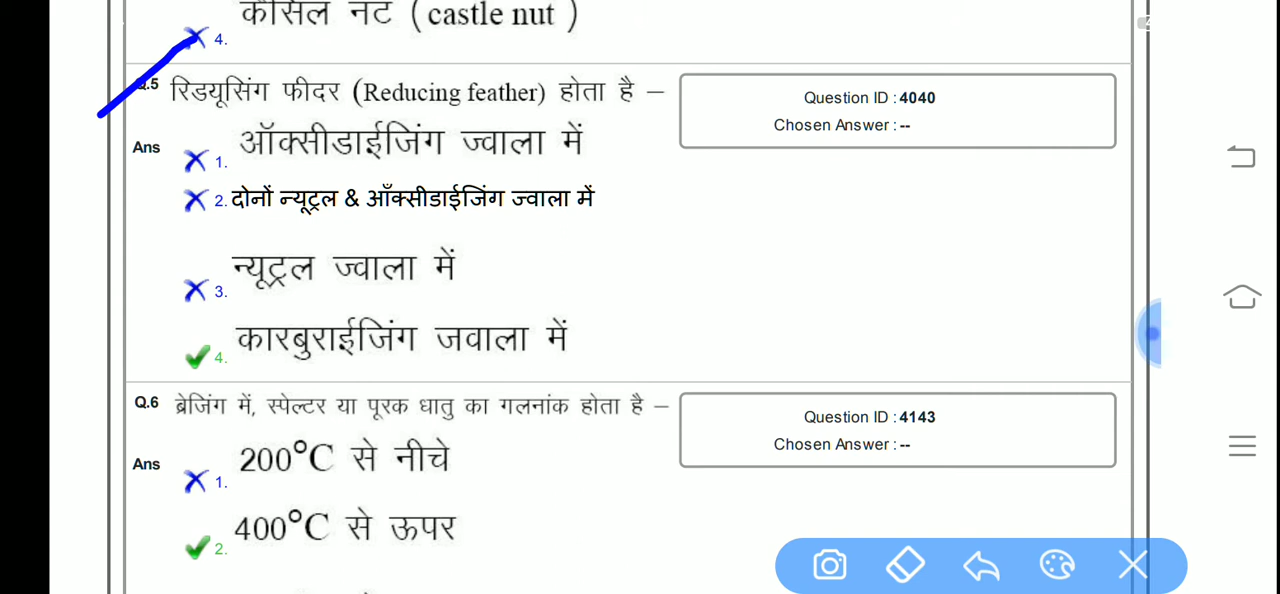 4. कैसिल नट (castle nut)
Q.5 रिडयूसिंग फीदर (Reducing feather) होता है –
Question ID : 4040
Chosen Answer : --
Ans
1. ऑक्सीडाईजिंग ज्वाला में
2. दोनों न्यूट्रल & ऑंक्सीडाईजिंग ज्वाला में
3. न्यूट्रल ज्वाला में
4. कारबुराईजिंग जवाला में
Q.6 ब्रेजिंग में, स्पेल्टर या पूरक धातु का गलनांक होता है –
Question ID : 4143
Chosen Answer : --
Ans
1. 200°C से नीचे
2. 400°C से ऊपर